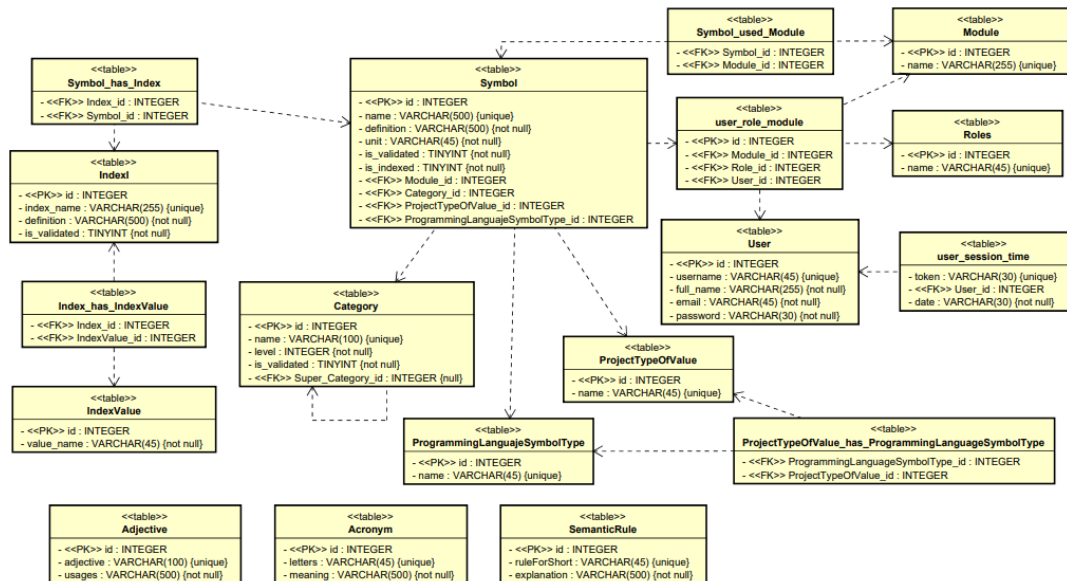 <<table>>
Symbol_used_Module
- <<FK>> Symbol_id : INTEGER
- <<FK>> Module_id : INTEGER
<<table>>
Module
- <<PK>> id : INTEGER
- name : VARCHAR(255) {unique}
<<table>>
Symbol_has_Index
- <<FK>> Index_id : INTEGER
- <<FK>> Symbol_id : INTEGER
<<table>>
Symbol
- <<PK>> id : INTEGER
- name : VARCHAR(500) {unique}
- definition : VARCHAR(500) {not null}
- unit : VARCHAR(45) {not null}
- is_validated : TINYINT {not null}
- is_indexed : TINYINT {not null}
- <<FK>> Module_id : INTEGER
- <<FK>> Category_id : INTEGER
- <<FK>> ProjectTypeOfValue_id : INTEGER
- <<FK>> ProgrammingLanguajeSymbolType_id : INTEGER
<<table>>
user_role_module
- <<PK>> id : INTEGER
- <<FK>> Module_id : INTEGER
- <<FK>> Role_id : INTEGER
- <<FK>> User_id : INTEGER
<<table>>
Roles
- <<PK>> id : INTEGER
- name : VARCHAR(45) {unique}
<<table>>
IndexI
- <<PK>> id : INTEGER
- index_name : VARCHAR(255) {unique}
- definition : VARCHAR(500) {not null}
- is_validated : TINYINT {not null}
<<table>>
User
- <<PK>> id : INTEGER
- username : VARCHAR(45) {unique}
- full_name : VARCHAR(255) {not null}
- email : VARCHAR(45) {not null}
- password : VARCHAR(30) {not null}
<<table>>
user_session_time
- token : VARCHAR(30) {unique}
- <<FK>> User_id : INTEGER
- date : VARCHAR(30) {not null}
<<table>>
Index_has_IndexValue
- <<FK>> Index_id : INTEGER
- <<FK>> IndexValue_id : INTEGER
<<table>>
Category
- <<PK>> id : INTEGER
- name : VARCHAR(100) {unique}
- level : INTEGER {not null}
- is_validated : TINYINT {not null}
- <<FK>> Super_Category_id : INTEGER {null}
<<table>>
ProjectTypeOfValue
- <<PK>> id : INTEGER
- name : VARCHAR(45) {unique}
<<table>>
IndexValue
- <<PK>> id : INTEGER
- value_name : VARCHAR(45) {not null}
<<table>>
ProgrammingLanguajeSymbolType
- <<PK>> id : INTEGER
- name : VARCHAR(45) {unique}
<<table>>
ProjectTypeOfValue_has_ProgrammingLanguageSymbolType
- <<FK>> ProgrammingLanguageSymbolType_id : INTEGER
- <<FK>> ProjectTypeOfValue_id : INTEGER
<<table>>
Adjective
- <<PK>> id : INTEGER
- adjective : VARCHAR(100) {unique}
- usages : VARCHAR(500) {not null}
<<table>>
Acronym
- <<PK>> id : INTEGER
- letters : VARCHAR(45) {unique}
- meaning : VARCHAR(500) {not null}
<<table>>
SemanticRule
- <<PK>> id : INTEGER
- ruleForShort : VARCHAR(45) {unique}
- explanation : VARCHAR(500) {not null}